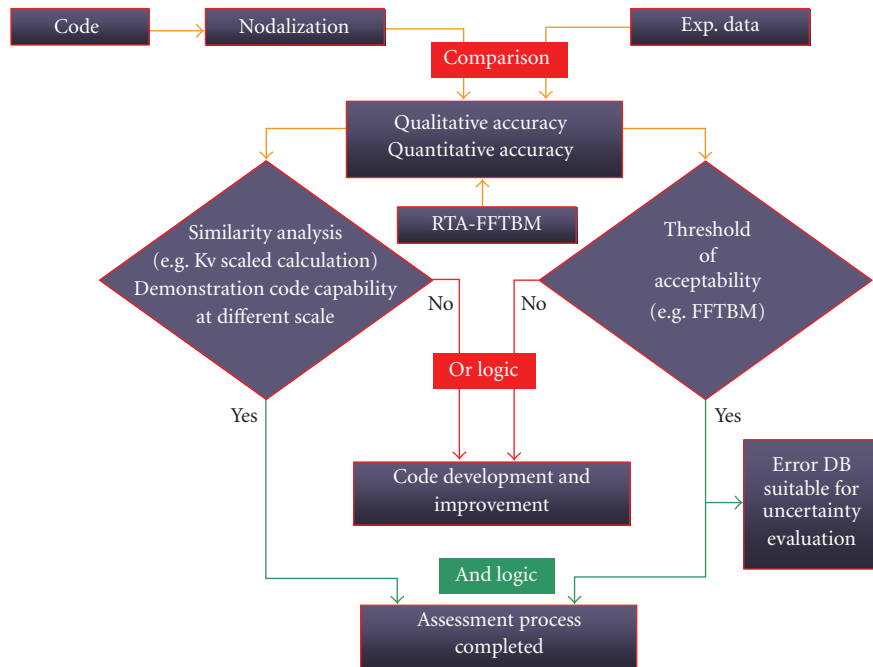 Code
Nodalization
Exp. data
Comparison
Qualitative accuracy
Quantitative accuracy
RTA-FFTBM
Similarity analysis
(e.g. Kv scaled calculation)
Demonstration code capability
at different scale
Threshold
of
acceptability
(e.g. FFTBM)
No
No
Or logic
Yes
Yes
Code development and
improvement
Error DB
suitable for
uncertainty
evaluation
And logic
Assessment process
completed